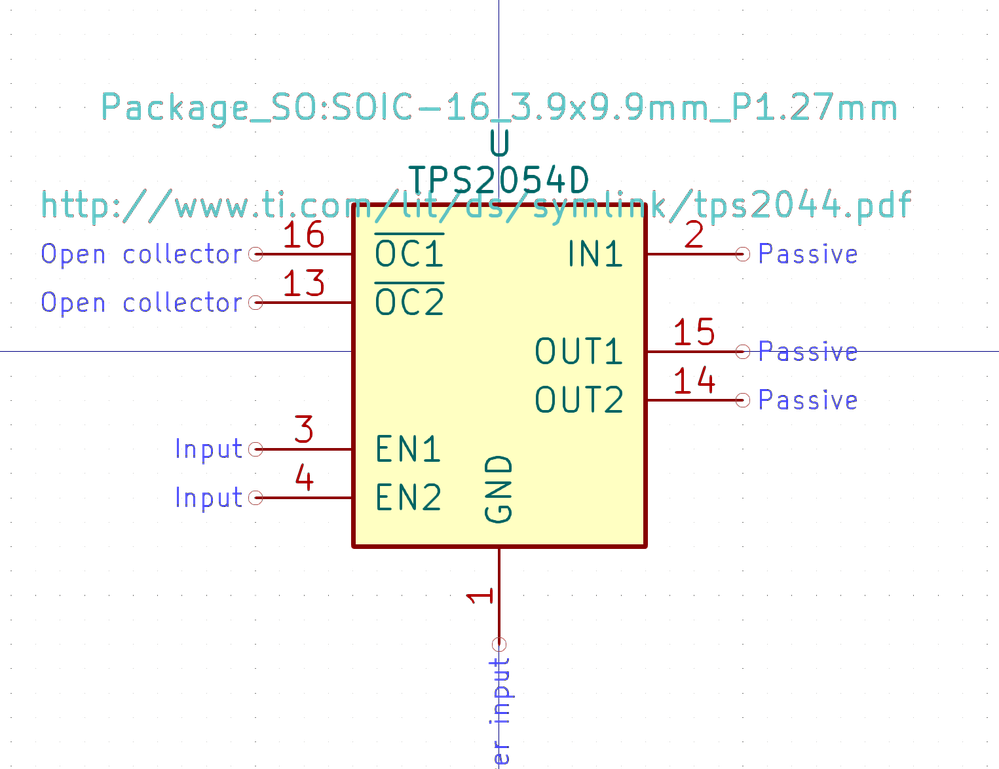 Package_SO:SOIC-16_3.9x9.9mm_P1.27mm
U
TPS2054D
http://www.ti.com/lit/ds/symlink/tps2044.pdf
Open collector 16 OC1 IN1 2 Passive
Open collector 13 OC2
OUT1 15 Passive
OUT2 14 Passive
Input 3 EN1
Input 4 EN2
GND
1
er input